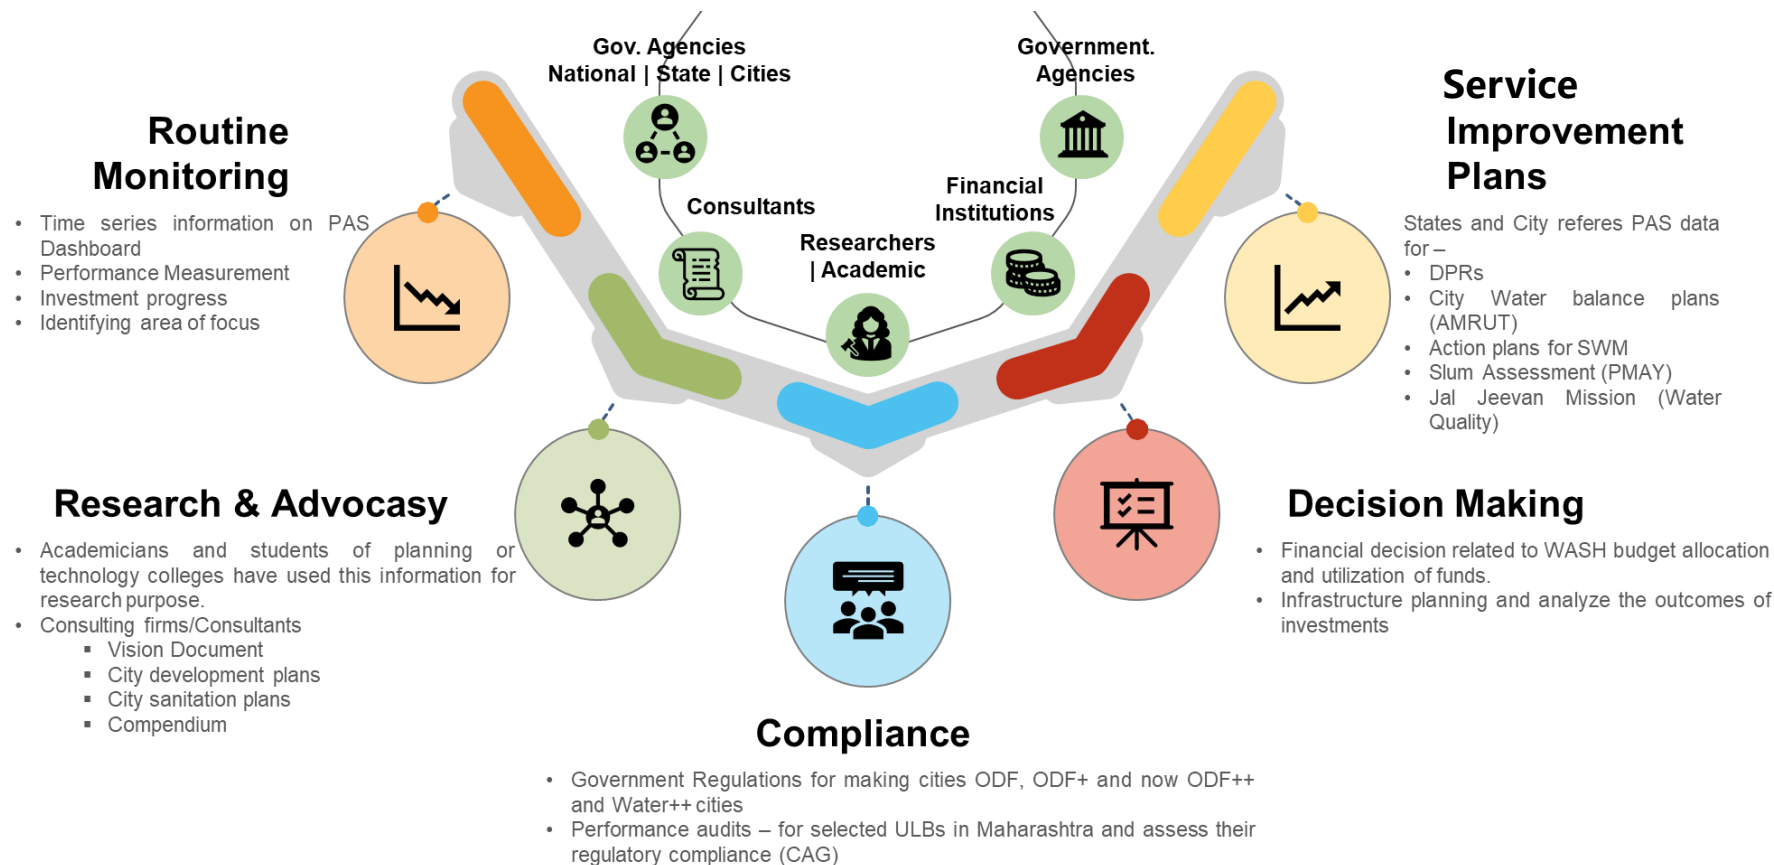 Gov. Agencies
National | State | Cities
Government.
Agencies
Consultants
Financial
Institutions
Researchers
| Academic
Routine
Monitoring
• Time series information on PAS
Dashboard
• Performance Measurement
• Investment progress
• Identifying area of focus
Service
Improvement
Plans
States and City referes PAS data
for –
• DPRs
• City Water balance plans
(AMRUT)
• Action plans for SWM
• Slum Assessment (PMAY)
• Jal Jeevan Mission (Water
Quality)
Research & Advocasy
• Academicians and students of planning or
technology colleges have used this information for
research purpose.
• Consulting firms/Consultants
▪ Vision Document
▪ City development plans
▪ City sanitation plans
▪ Compendium
Decision Making
• Financial decision related to WASH budget allocation
and utilization of funds.
• Infrastructure planning and analyze the outcomes of
investments
Compliance
• Government Regulations for making cities ODF, ODF+ and now ODF++
and Water++ cities
• Performance audits – for selected ULBs in Maharashtra and assess their
regulatory compliance (CAG)